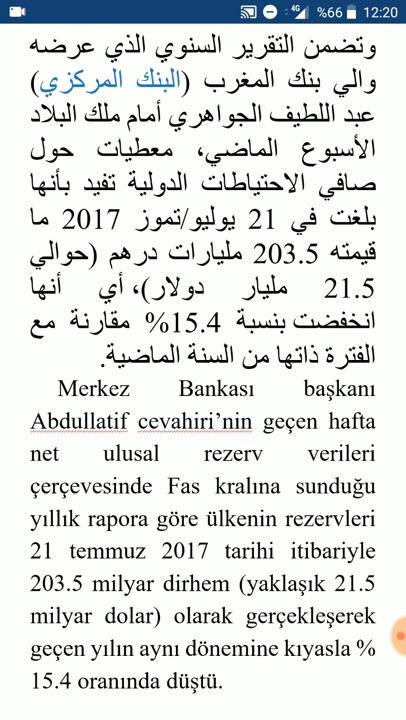 4G %66 12:20
وتضمن التقرير السنوي الذي عرضه
والي بنك المغرب (البنك المركزي)
عبد اللطيف الجواهري أمام ملك البلاد
الأسبوع الماضي، معطيات حول
صافي الاحتياطات الدولية تفيد بأنها
بلغت في 21 يوليو/تموز 2017 ما
قيمته 203.5 مليارات درهم (حوالي
21.5 مليار دولار)، أي أنها
انخفضت بنسبة 15.4% مقارنة مع
الفترة ذاتها من السنة الماضية.
Merkez Bankası başkanı
Abdullatif cevahiri’nin geçen hafta
net ulusal rezerv verileri
çerçevesinde Fas kralına sunduğu
yıllık rapora göre ülkenin rezervleri
21 temmuz 2017 tarihi itibariyle
203.5 milyar dirhem (yaklaşık 21.5
milyar dolar) olarak gerçekleşerek
geçen yılın aynı dönemine kıyasla %
15.4 oranında düştü.